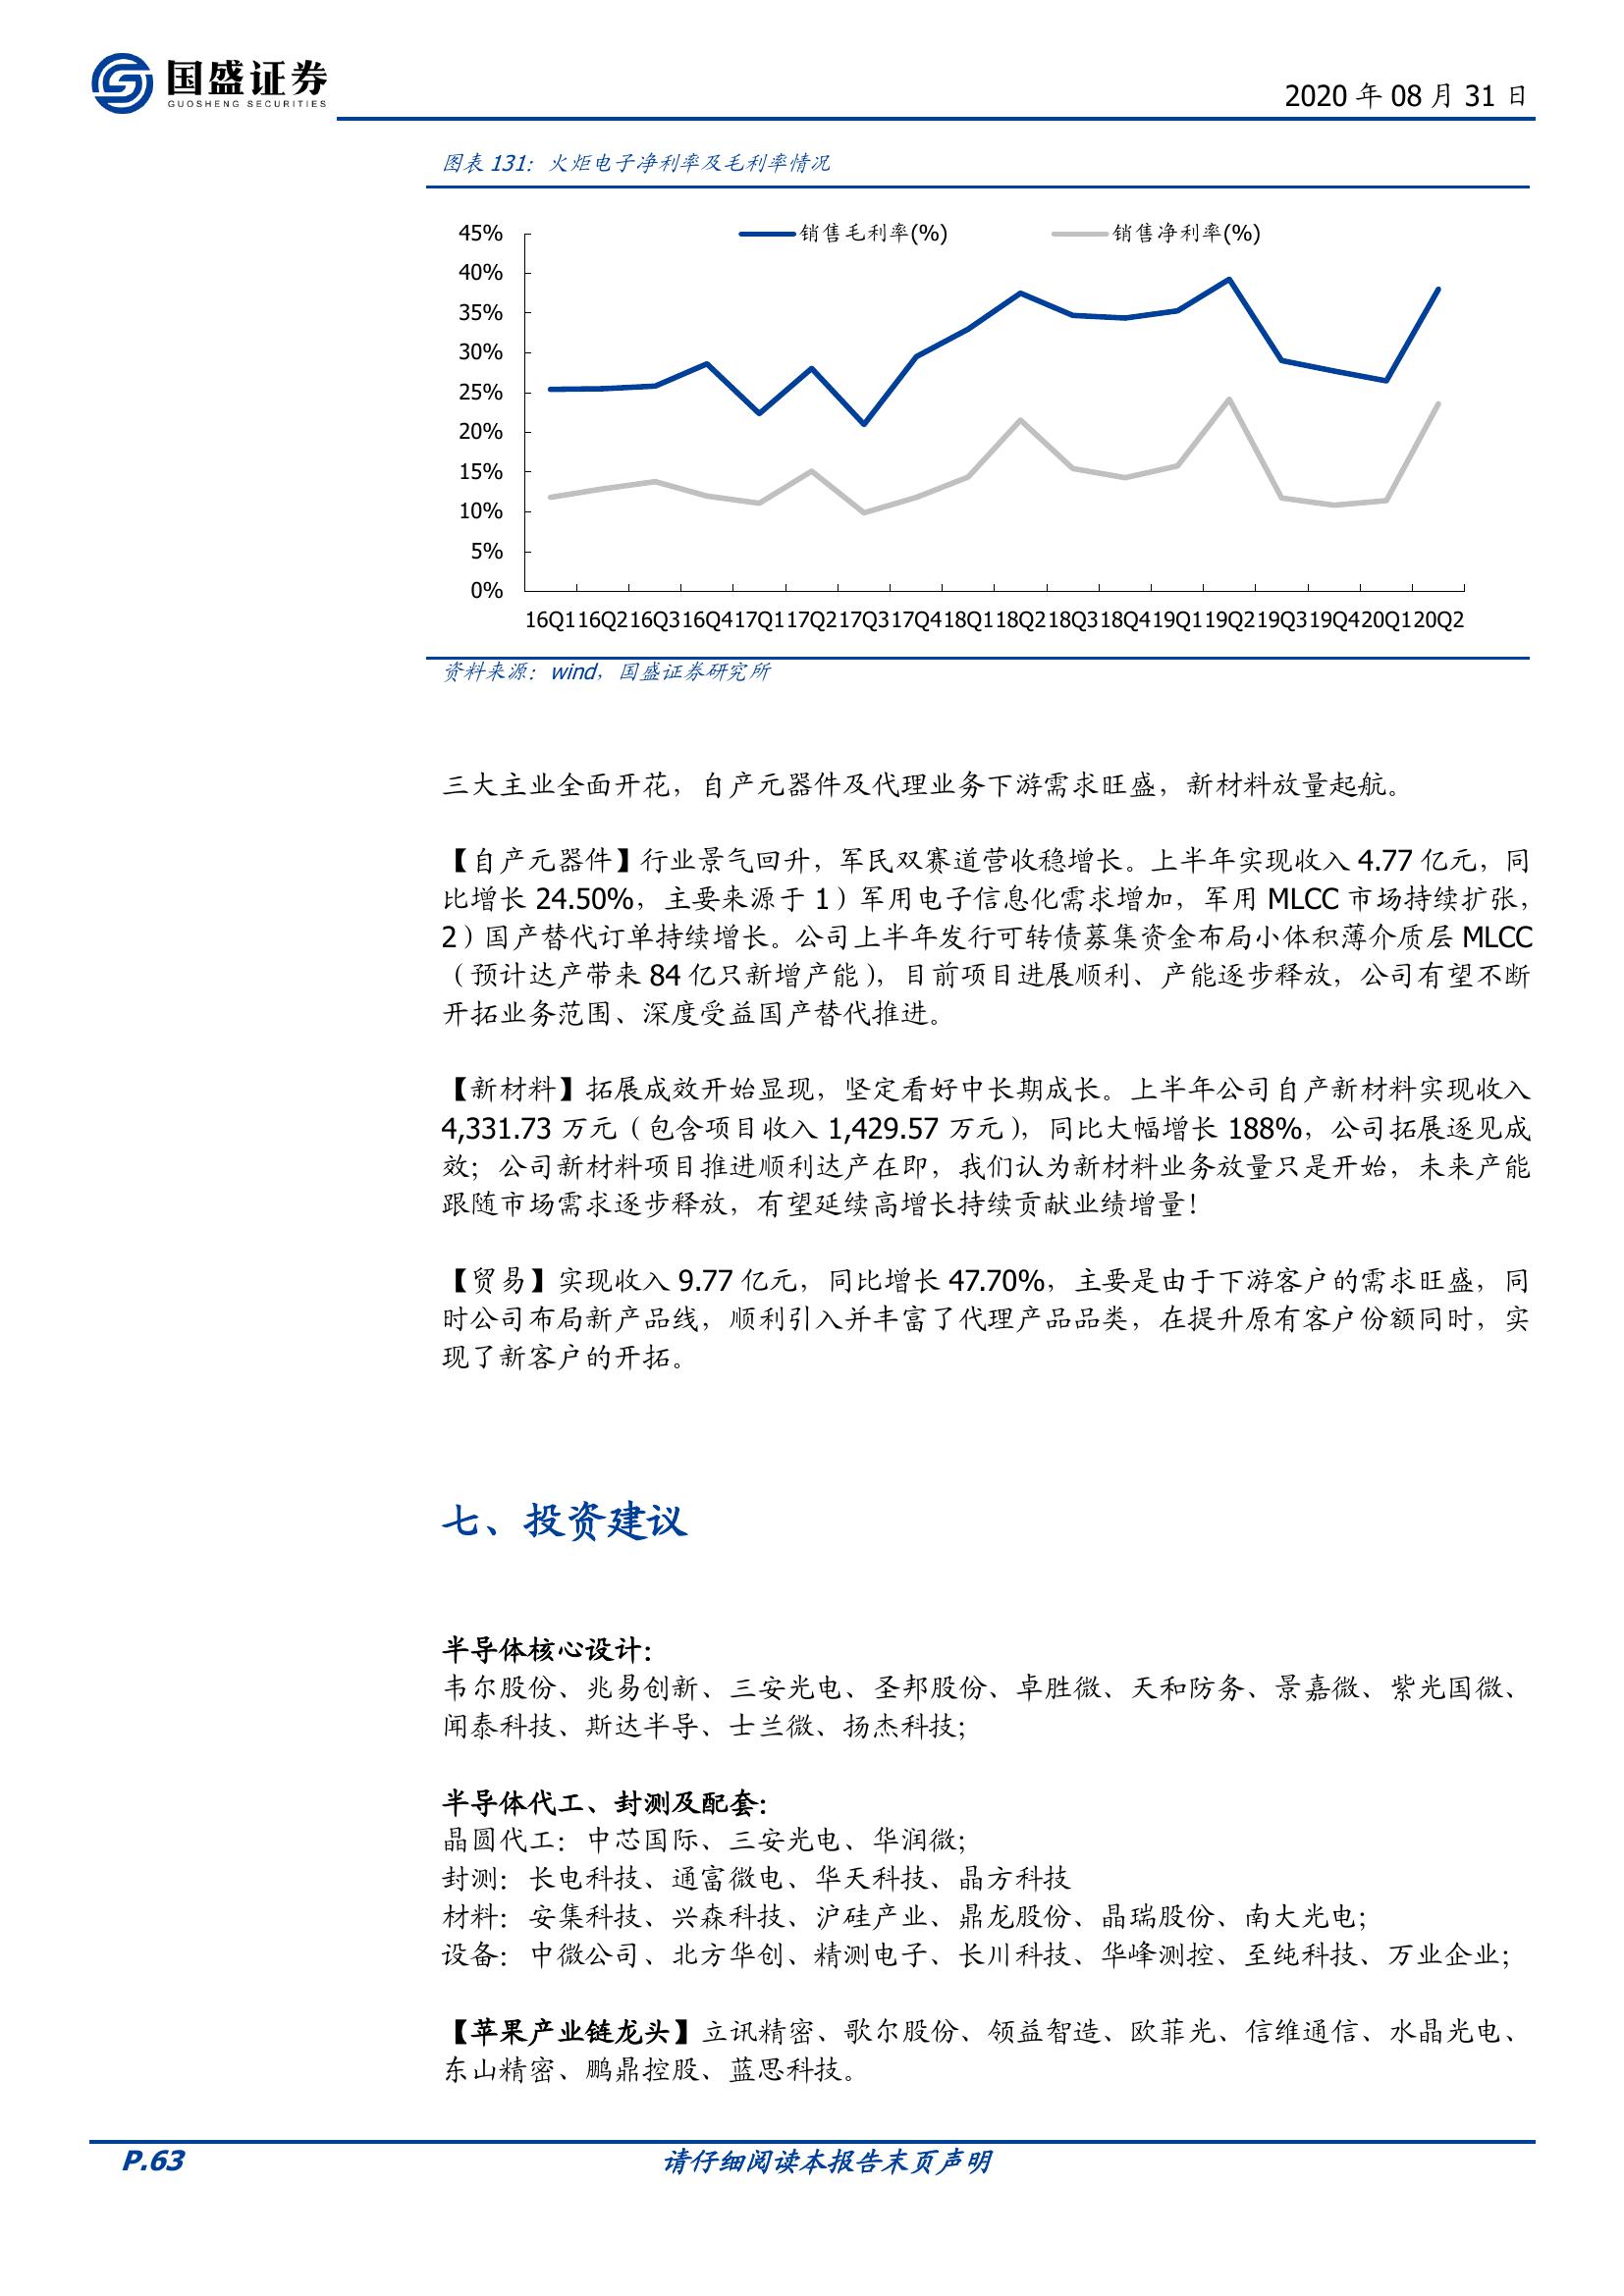 国盛证券
GUOSHENG SECURITIES
2020 年 08 月 31 日
图表 131：火炬电子净利率及毛利率情况
销售毛利率(%)
销售净利率(%)
45%
40%
35%
30%
25%
20%
15%
10%
5%
0%
16Q1 16Q2 16Q3 16Q4 17Q1 17Q2 17Q3 17Q4 18Q1 18Q2 18Q3 18Q4 19Q1 19Q2 19Q3 19Q4 20Q1 20Q2
资料来源：wind，国盛证券研究所
三大主业全面开花，自产元器件及代理业务下游需求旺盛，新材料放量起航。
【自产元器件】行业景气回升，军民双赛道营收稳增长。上半年实现收入 4.77 亿元，同
比增长 24.50%，主要来源于 1）军用电子信息化需求增加，军用 MLCC 市场持续扩张，
2）国产替代订单持续增长。公司上半年发行可转债募集资金布局小体积薄介质层 MLCC
（预计达产带来 84 亿只新增产能），目前项目进展顺利、产能逐步释放，公司有望不断
开拓业务范围、深度受益国产替代推进。
【新材料】拓展成效开始显现，坚定看好中长期成长。上半年公司自产新材料实现收入
4,331.73 万元（包含项目收入 1,429.57 万元），同比大幅增长 188%，公司拓展逐见成
效；公司新材料项目推进顺利达产在即，我们认为新材料业务放量只是开始，未来产能
跟随市场需求逐步释放，有望延续高增长持续贡献业绩增量！
【贸易】实现收入 9.77 亿元，同比增长 47.70%，主要是由于下游客户的需求旺盛，同
时公司布局新产品线，顺利引入并丰富了代理产品品类，在提升原有客户份额同时，实
现了新客户的开拓。
七、投资建议
半导体核心设计：
韦尔股份、兆易创新、三安光电、圣邦股份、卓胜微、天和防务、景嘉微、紫光国微、
闻泰科技、斯达半导、士兰微、扬杰科技；
半导体代工、封测及配套：
晶圆代工：中芯国际、三安光电、华润微；
封测：长电科技、通富微电、华天科技、晶方科技
材料：安集科技、兴森科技、沪硅产业、鼎龙股份、晶瑞股份、南大光电；
设备：中微公司、北方华创、精测电子、长川科技、华峰测控、至纯科技、万业企业；
【苹果产业链龙头】立讯精密、歌尔股份、领益智造、欧菲光、信维通信、水晶光电、
东山精密、鹏鼎控股、蓝思科技。
P.63
请仔细阅读本报告末页声明